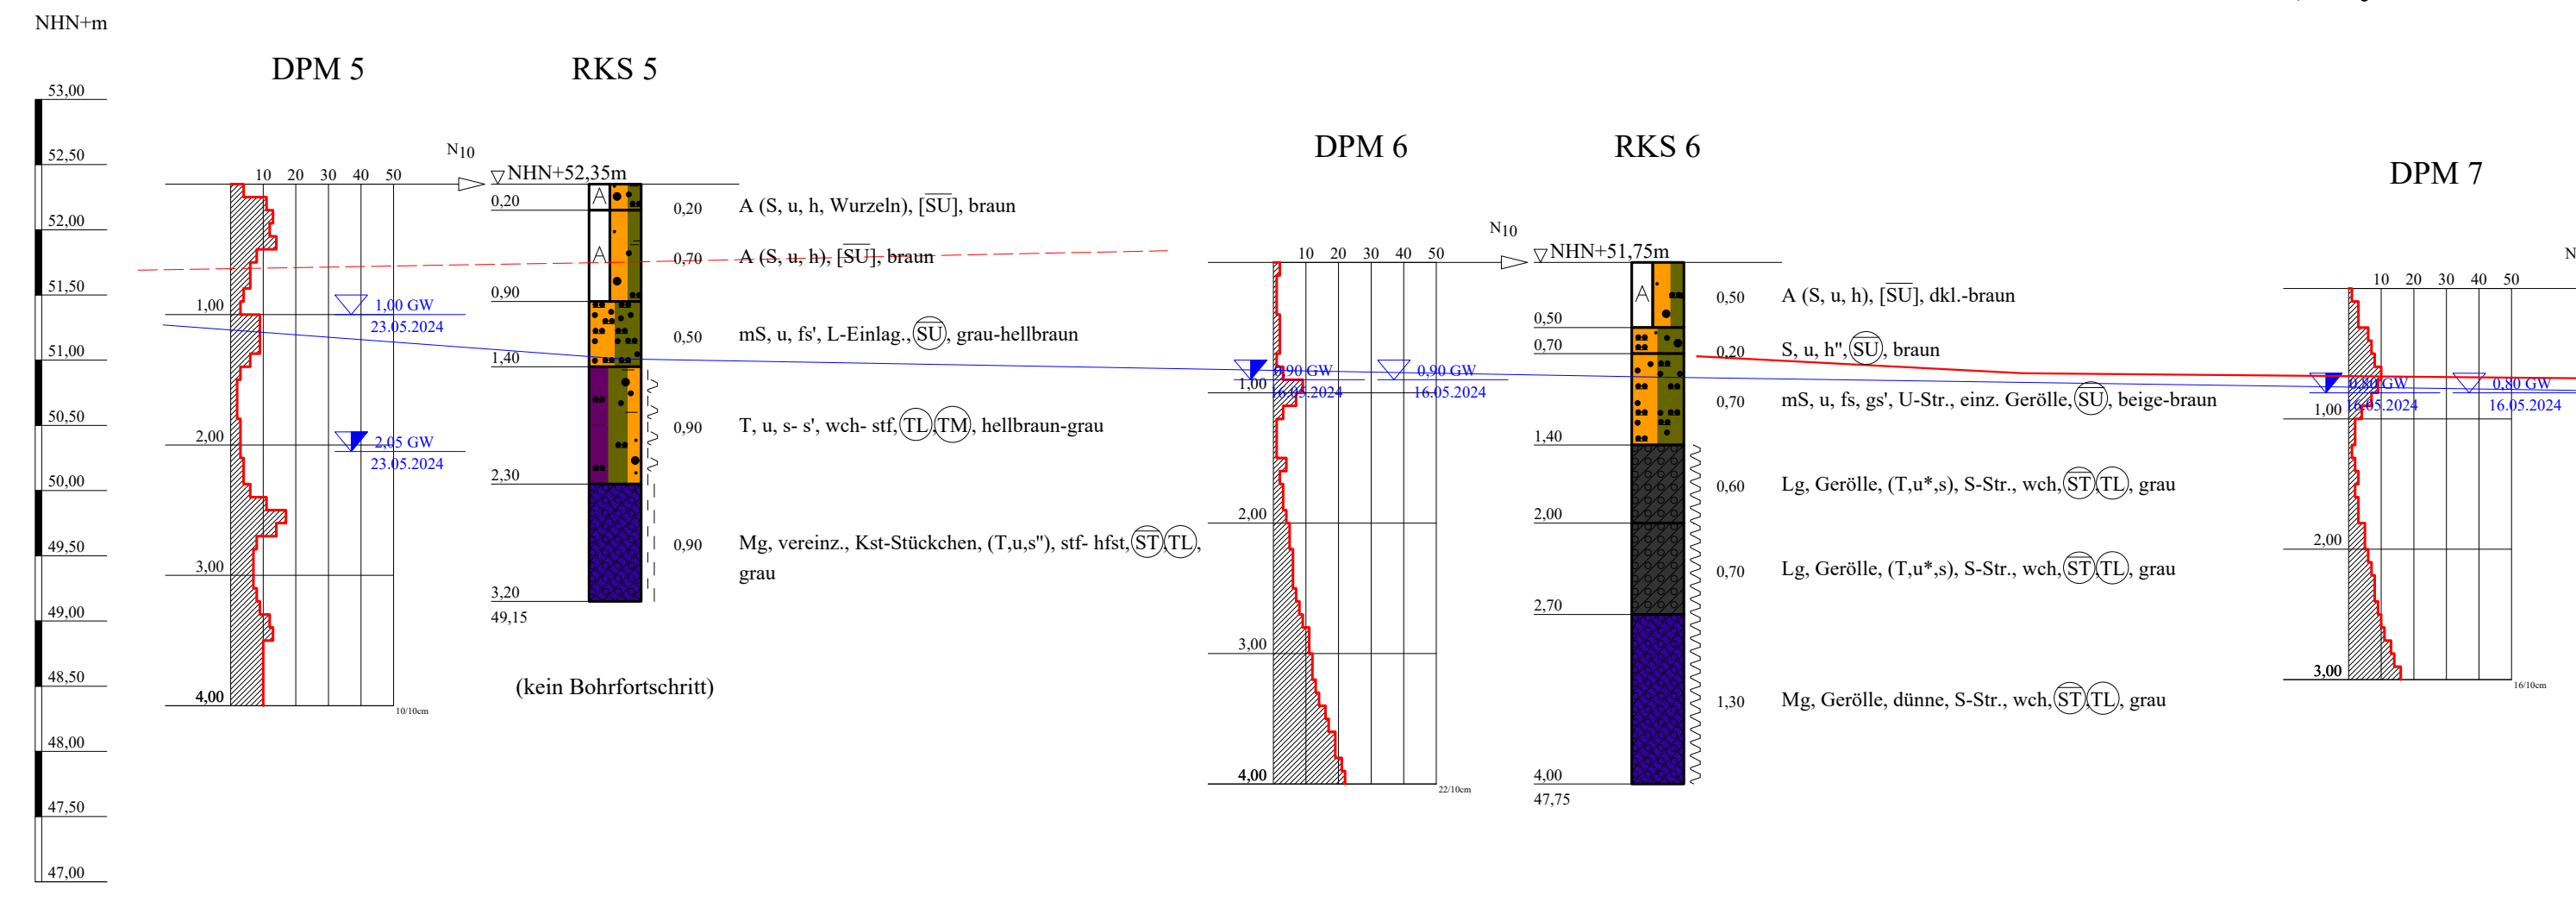 NHN+m
53,00
52,50
52,00
51,50
51,00
50,50
50,00
49,50
49,00
48,50
48,00
47,50
47,00
DPM 5
N10
10 20 30 40 50
1,00
2,00
3,00
4,00
10/10cm
1,00 GW
23.05.2024
2,05 GW
23.05.2024
RKS 5
NHN+52,35m
0,20
0,90
1,40
2,30
3,20
49,15
A
A
0,20 A (S, u, h, Wurzeln), [S̅U̅], braun
0,70 A (S, u, h), [S̅U̅], braun
0,50 mS, u, fs', L-Einlag., S̅U̅, grau-hellbraun
0,90 T, u, s- s', wch- stf, TL, TM, hellbraun-grau
0,90 Mg, vereinz., Kst-Stückchen, (T,u,s"), stf- hfst, S̅T̅, TL,
grau
(kein Bohrfortschritt)
DPM 6
N10
10 20 30 40 50
1,00
2,00
3,00
4,00
22/10cm
0,90 GW
16.05.2024
0,90 GW
16.05.2024
RKS 6
NHN+51,75m
0,50
0,70
1,40
2,00
2,70
4,00
47,75
A
0,50 A (S, u, h), [S̅U̅], dkl.-braun
0,20 S, u, h", S̅U̅, braun
0,70 mS, u, fs, gs', U-Str., einz. Gerölle, S̅U̅, beige-braun
0,60 Lg, Gerölle, (T,u*,s), S-Str., wch, S̅T̅, TL, grau
0,70 Lg, Gerölle, (T,u*,s), S-Str., wch, S̅T̅, TL, grau
1,30 Mg, Gerölle, dünne, S-Str., wch, S̅T̅, TL, grau
DPM 7
N
10 20 30 40 50
1,00
2,00
3,00
16/10cm
0,80 GW
16.05.2024
0,80 GW
16.05.2024